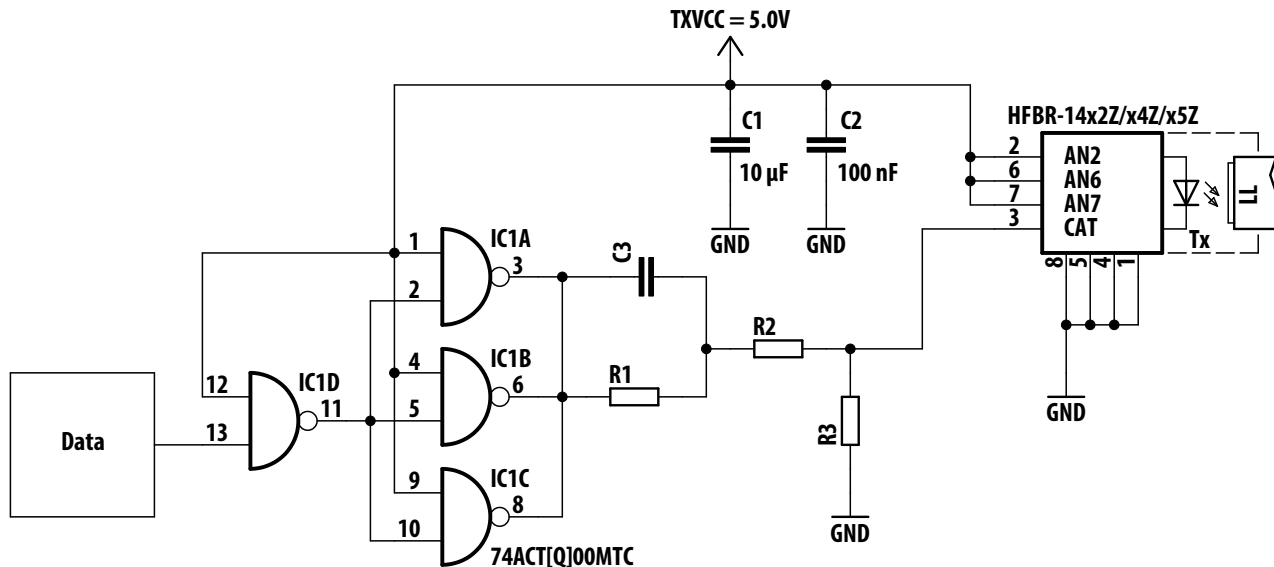 TXVCC = 5.0V
C1
10 µF
GND
C2
100 nF
GND
HFBR-14x2Z/x4Z/x5Z
2 AN2
6 AN6
7 AN7
3 CAT
Tx
LL
8 5 4 1
GND
IC1A
1
2
3
C3
IC1B
4
5
6
R1
R2
R3
GND
Data
IC1D
12
13
11
IC1C
9
10
8
74ACT[Q]00MTC